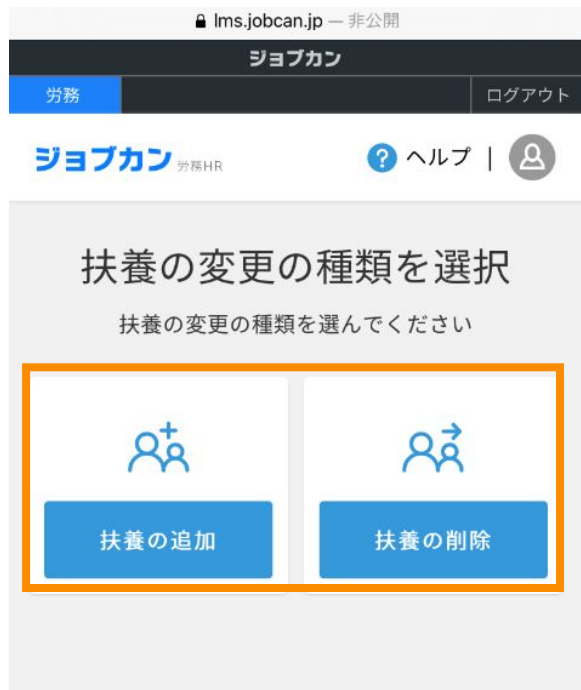 lms.jobcan.jp — 非公開
ジョブカン
労務 ログアウト
ジョブカン 労務HR ? ヘルプ |
扶養の変更の種類を選択
扶養の変更の種類を選んでください
扶養の追加 扶養の削除